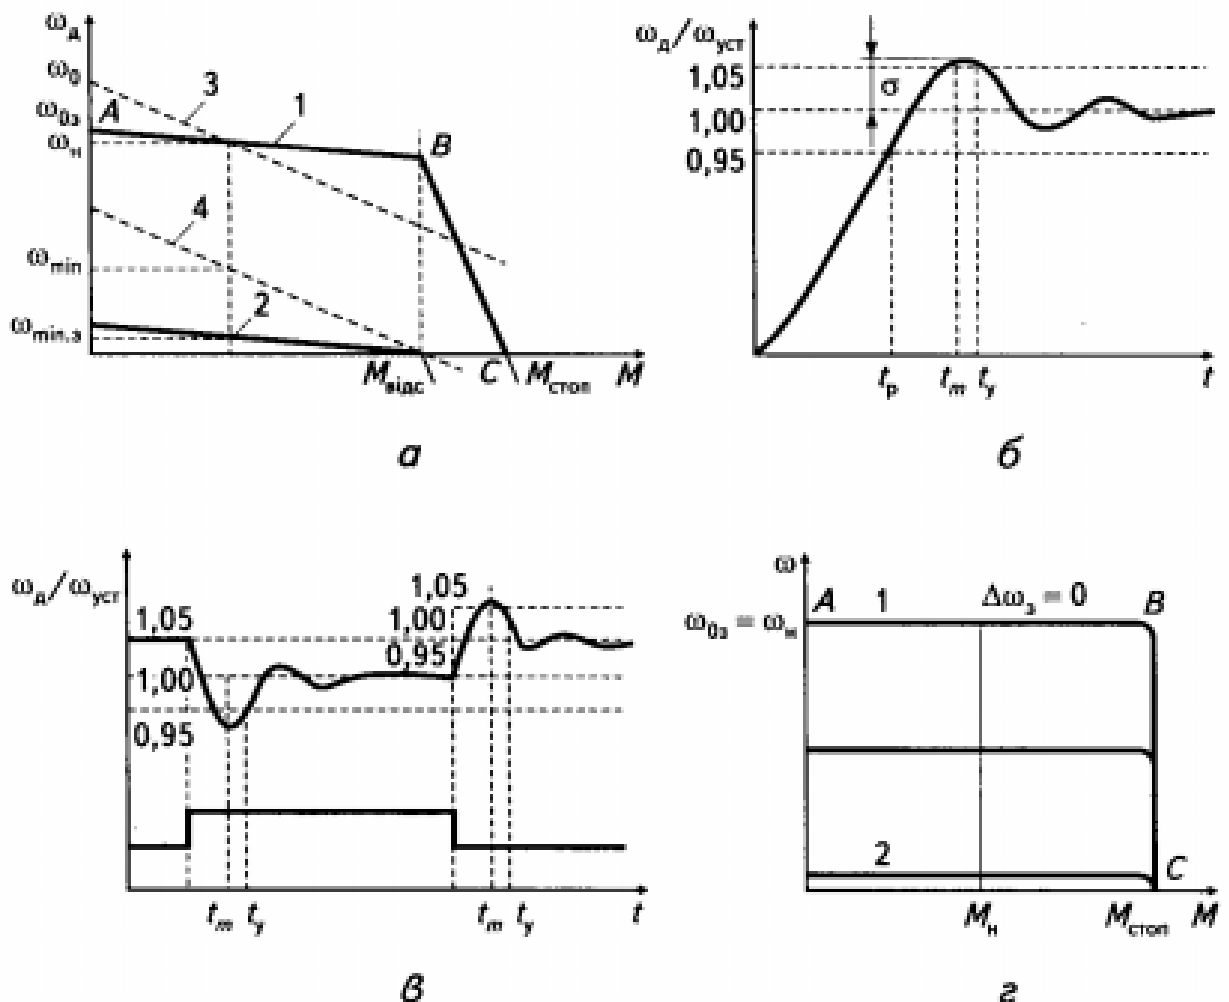 ω_д
ω_0
ω_0з
ω_н
ω_min
ω_min.з
A
3
1
B
4
2
M_відс
C
M_стоп
M
а
ω_д/ω_уст
1,05
1,00
0,95
σ
t_р
t_m
t_у
t
б
ω_д/ω_уст
1,05
1,00
0,95
1,05
1,00
0,95
t_m t_у
t_m t_у
t
в
ω
ω_0з = ω_н
A 1 Δω_з = 0 B
2
C
M_н
M_стоп
M
г